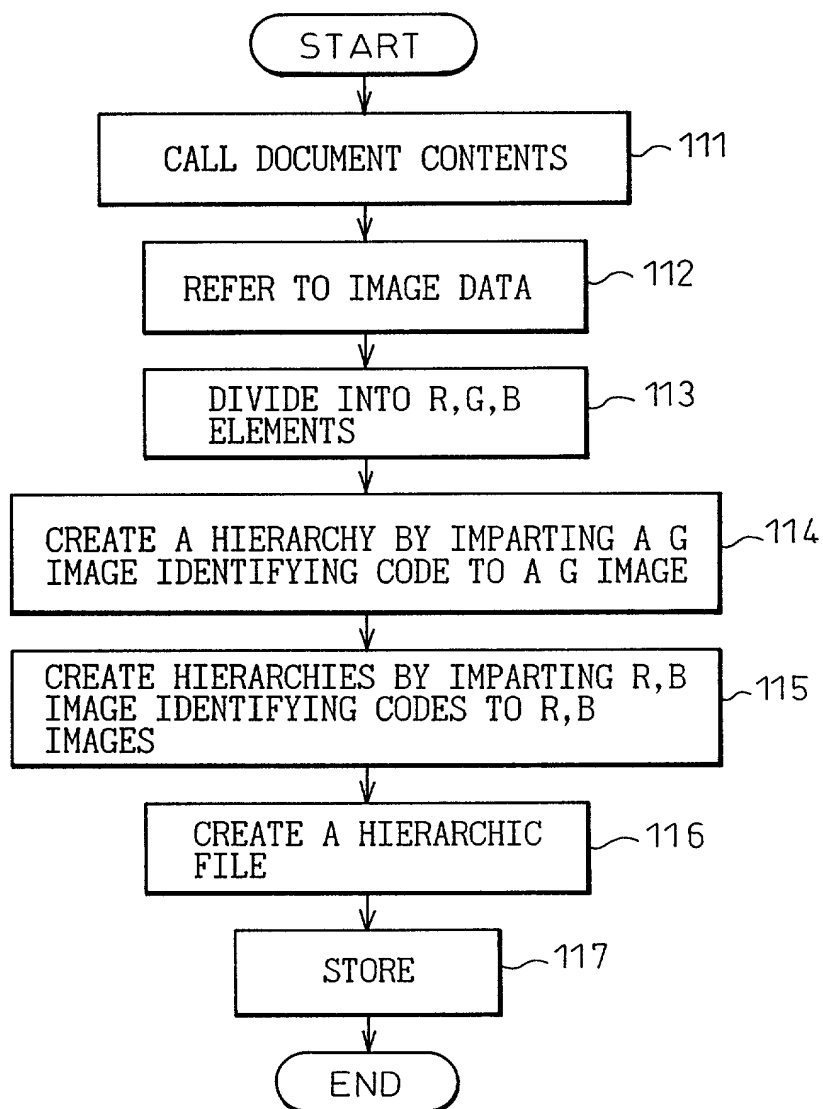 START
CALL DOCUMENT CONTENTS
111
REFER TO IMAGE DATA
112
DIVIDE INTO R,G,B
ELEMENTS
113
CREATE A HIERARCHY BY IMPARTING A G
IMAGE IDENTIFYING CODE TO A G IMAGE
114
CREATE HIERARCHIES BY IMPARTING R,B
IMAGE IDENTIFYING CODES TO R,B
IMAGES
115
CREATE A HIERARCHIC
FILE
116
STORE
117
END